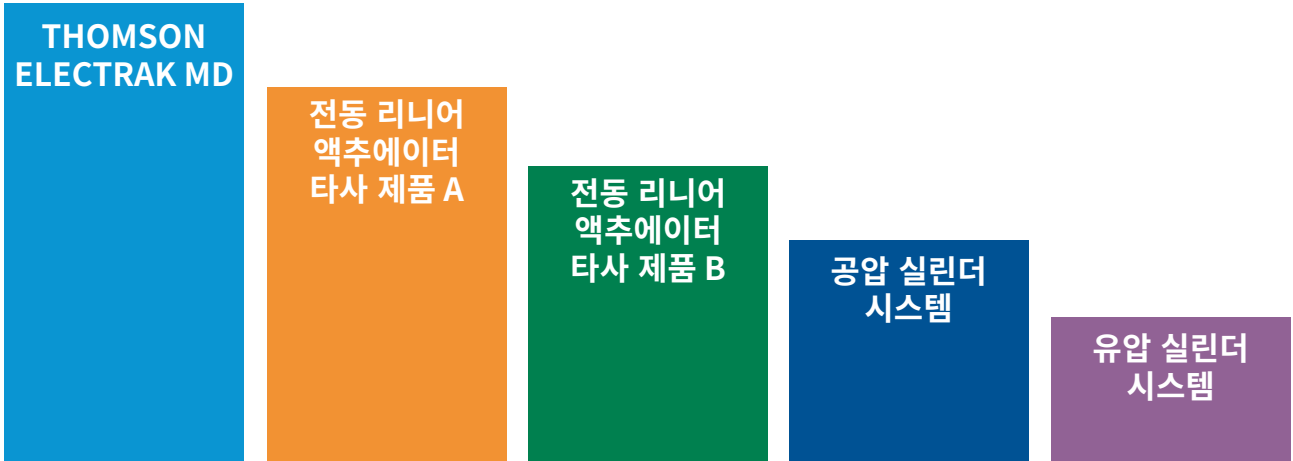 THOMSON
ELECTRAK MD
전동 리니어
액추에이터
타사 제품 A
전동 리니어
액추에이터
타사 제품 B
공압 실린더
시스템
유압 실린더
시스템